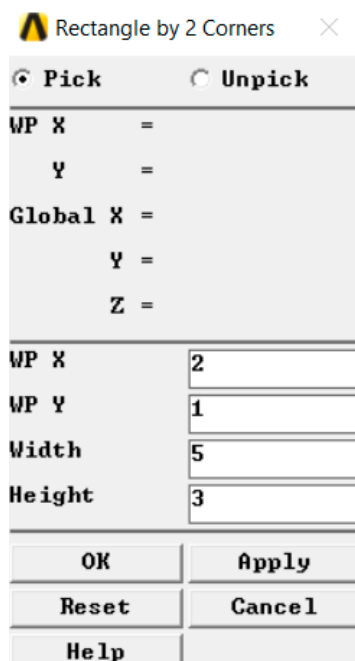 Rectangle by 2 Corners
Pick Unpick
WP X =
Y =
Global X =
Y =
Z =
WP X 2
WP Y 1
Width 5
Height 3
OK Apply
Reset Cancel
Help